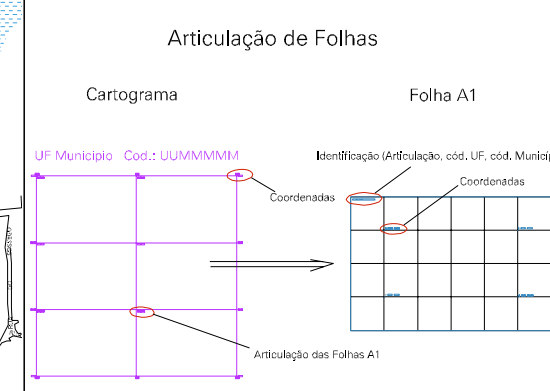 Articulação de Folhas
Cartograma
Folha A1
UF Municipio Cod.: UUMMMMM
Identificação (Articulação, cód. UF, cód. Municíp
Coordenadas
Coordenadas
Articulação das Folhas A1